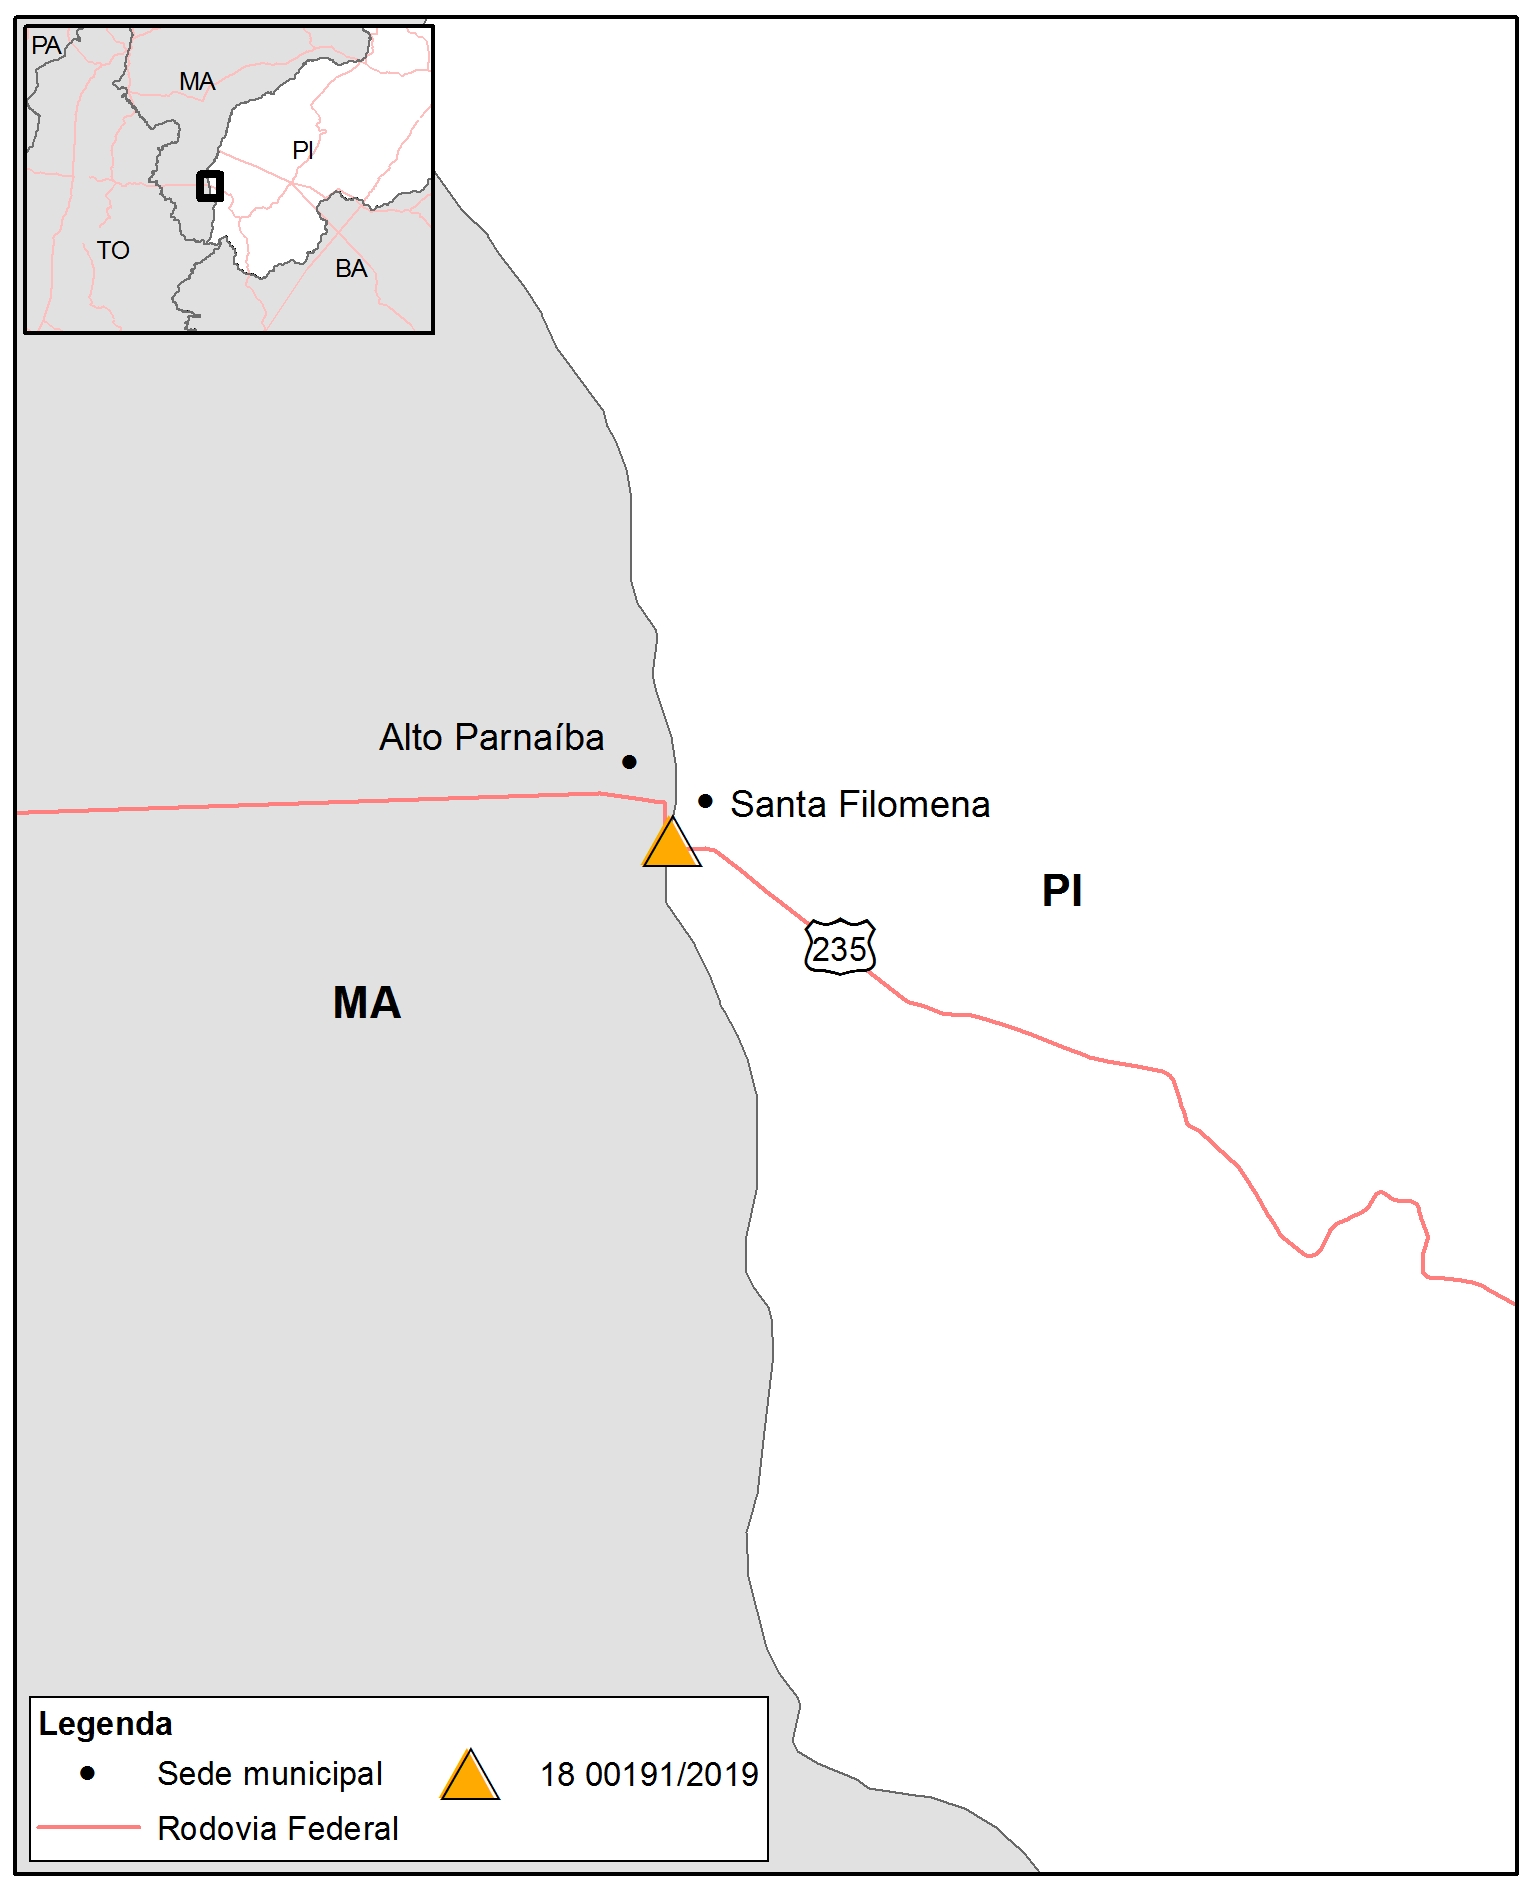 PA
MA
PI
TO
BA
Alto Parnaíba
Santa Filomena
PI
235
MA
Legenda
Sede municipal
18 00191/2019
Rodovia Federal